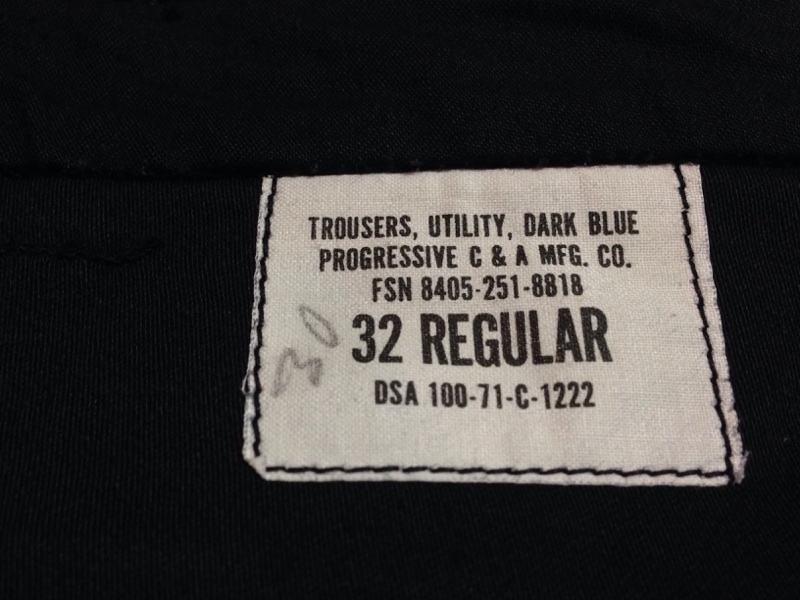 TROUSERS, UTILITY, DARK BLUE
PROGRESSIVE C & A MFG. CO.
FSN 8405-251-8818
30
32 REGULAR
DSA 100-71-C-1222